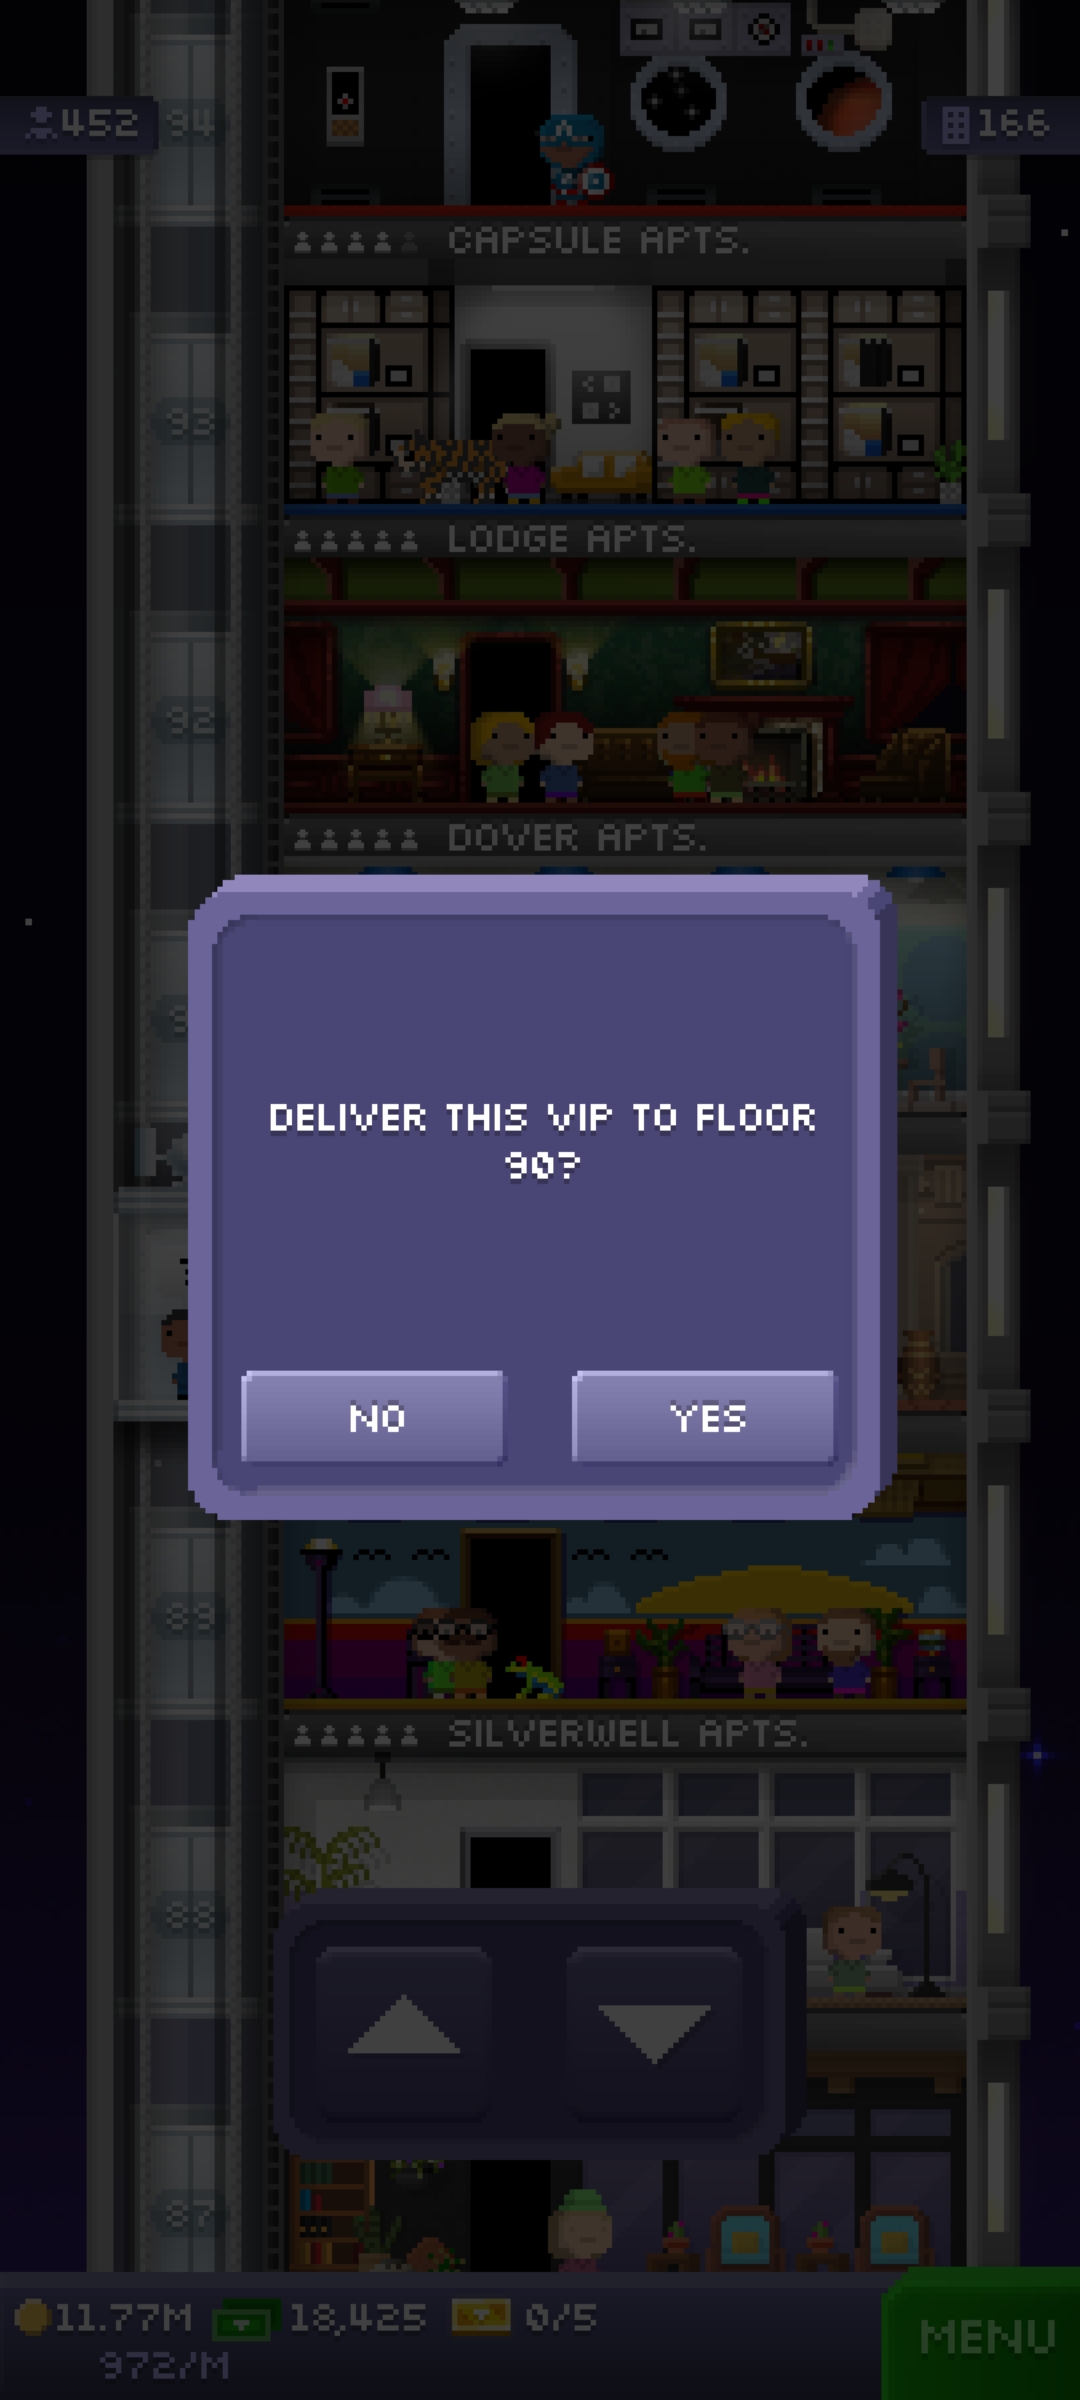 452
94
166
CAPSULE APTS.
93
LODGE APTS.
92
DOVER APTS.
DELIVER THIS VIP TO FLOOR
90?
NO
YES
89
SILVERWELL APTS.
88
87
11.77M
18,425
0/5
972/M
MENU